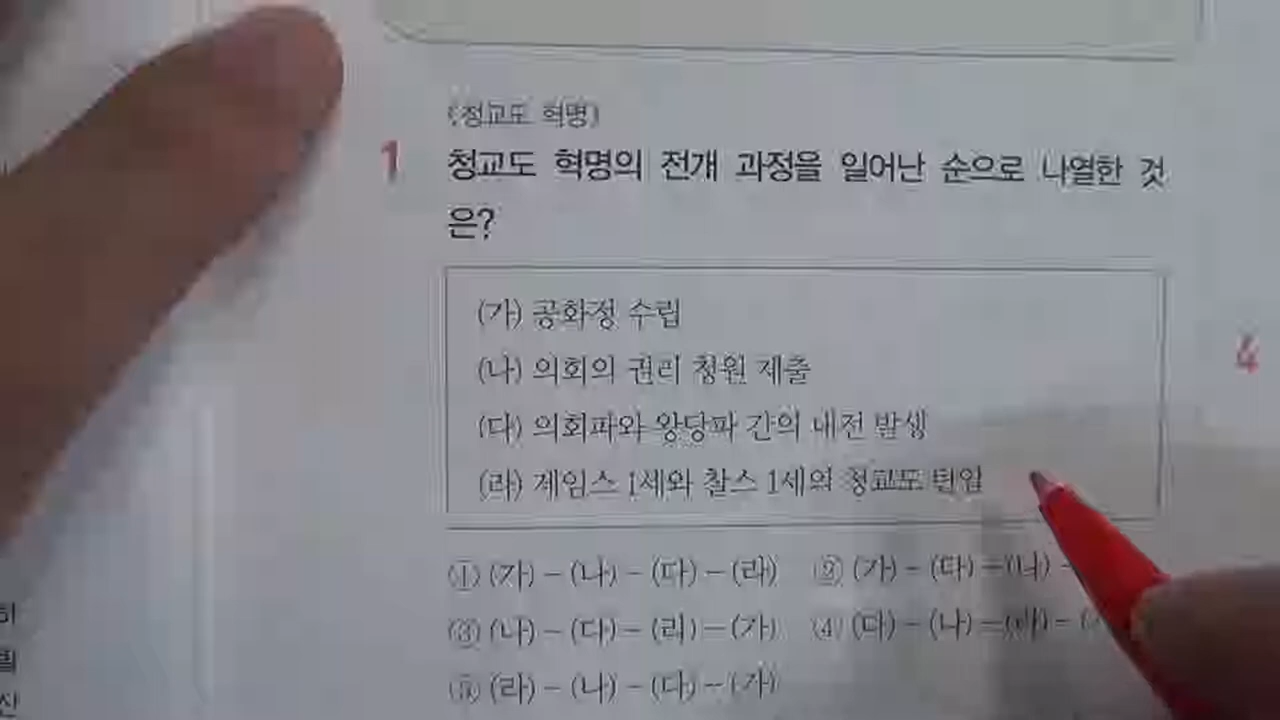 〈청교도 혁명〉
1 청교도 혁명의 전개 과정을 일어난 순으로 나열한 것
은?
(가) 공화정 수립
(나) 의회의 권리 청원 제출
(다) 의회파와 왕당파 간의 내전 발생
(라) 제임스 1세와 찰스 1세의 청교도 탄압
4
① (가) – (나) – (다) – (라) ② (가) – (다) – (나) –
③ (나) – (다) – (라) – (가) ④ (다) – (나) –
⑤ (라) – (나) – (다) – (가)